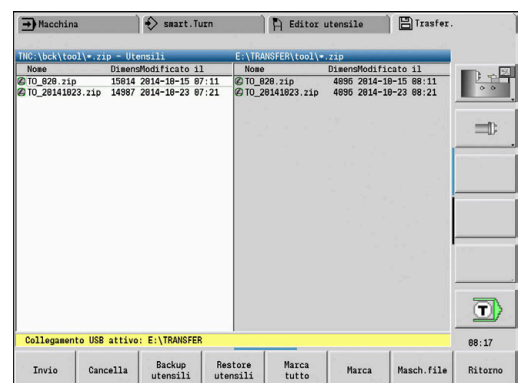 Macchina
smart.Turn
Editor utensile
Trasfer.
TNC:\bck\tool\*.zip - Utensili
E:\TRANSFER\tool\*.zip
Nome DimensModificato il
Nome DimensModificato il
TO_020.zip 15014 2014-10-15 07:11
TO_020.zip 4096 2014-10-15 08:11
TO_20141023.zip 14987 2014-10-23 07:21
TO_20141023.zip 4096 2014-10-23 08:21
T
Collegamento USB attivo: E:\TRANSFER
08:17
Invio
Cancella
Backup utensili
Restore utensili
Marca tutto
Marca
Masch.file
Ritorno